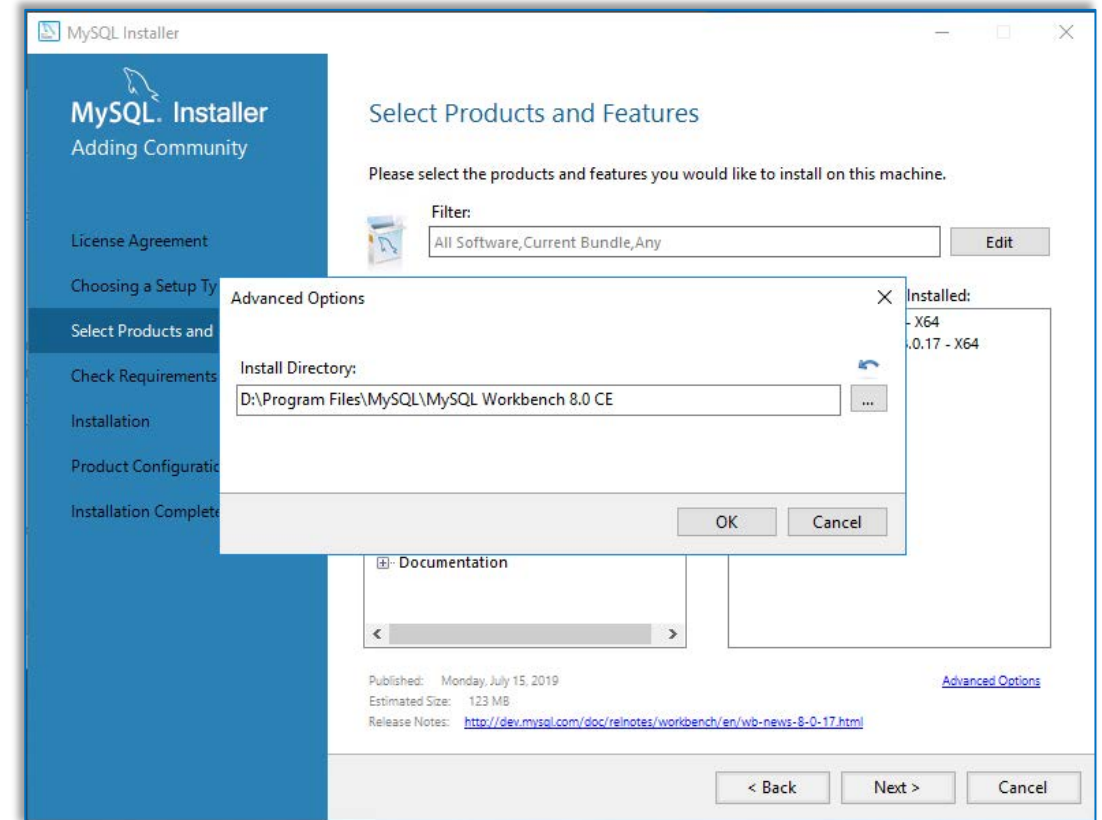 MySQL Installer
MySQL. Installer
Adding Community
License Agreement
Choosing a Setup Ty
Select Products and
Check Requirements
Installation
Product Configuratio
Installation Complete
Select Products and Features
Please select the products and features you would like to install on this machine.
Filter:
All Software,Current Bundle,Any
Edit
Installed:
- X64
.0.17 - X64
Advanced Options
Install Directory:
D:\Program Files\MySQL\MySQL Workbench 8.0 CE
...
OK
Cancel
Documentation
Published: Monday, July 15, 2019
Estimated Size: 123 MB
Release Notes: http://dev.mysql.com/doc/relnotes/workbench/en/wb-news-8-0-17.html
Advanced Options
< Back
Next >
Cancel